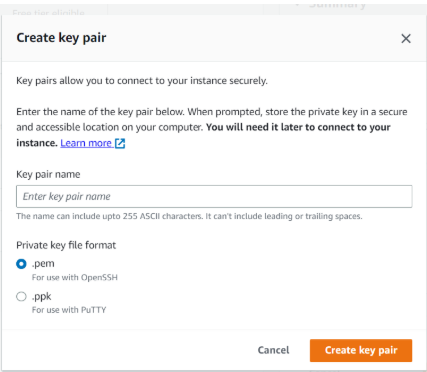 Free tier eligible
Summary
Create key pair
Key pairs allow you to connect to your instance securely.
Enter the name of the key pair below. When prompted, store the private key in a secure
and accessible location on your computer. You will need it later to connect to your
instance. Learn more
Key pair name
Enter key pair name
The name can include upto 255 ASCII characters. It can't include leading or trailing spaces.
Private key file format
.pem
For use with OpenSSH
.ppk
For use with PuTTY
Cancel
Create key pair